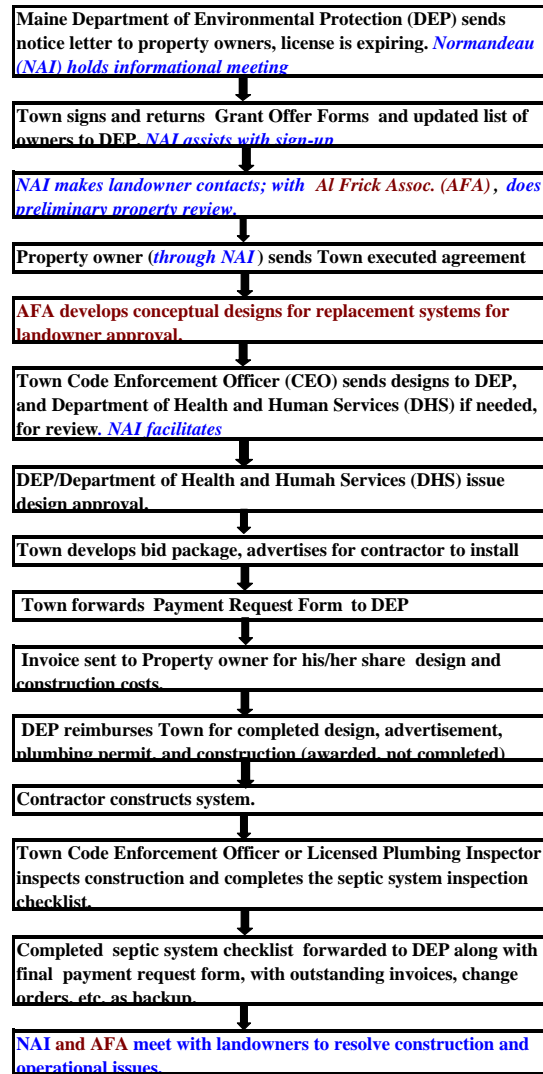 Maine Department of Environmental Protection (DEP) sends
notice letter to property owners, license is expiring. Normandeau
(NAI) holds informational meeting
Town signs and returns Grant Offer Forms and updated list of
owners to DEP. NAI assists with sign-up
NAI makes landowner contacts; with Al Frick Assoc. (AFA), does
preliminary property review.
Property owner (through NAI) sends Town executed agreement
AFA develops conceptual designs for replacement systems for
landowner approval.
Town Code Enforcement Officer (CEO) sends designs to DEP,
and Department of Health and Human Services (DHS) if needed,
for review. NAI facilitates
DEP/Department of Health and Humah Services (DHS) issue
design approval.
Town develops bid package, advertises for contractor to install
Town forwards Payment Request Form to DEP
Invoice sent to Property owner for his/her share design and
construction costs.
DEP reimburses Town for completed design, advertisement,
plumbing permit, and construction (awarded, not completed)
Contractor constructs system.
Town Code Enforcement Officer or Licensed Plumbing Inspector
inspects construction and completes the septic system inspection
checklist.
Completed septic system checklist forwarded to DEP along with
final payment request form, with outstanding invoices, change
orders, etc. as backup.
NAI and AFA meet with landowners to resolve construction and
operational issues.